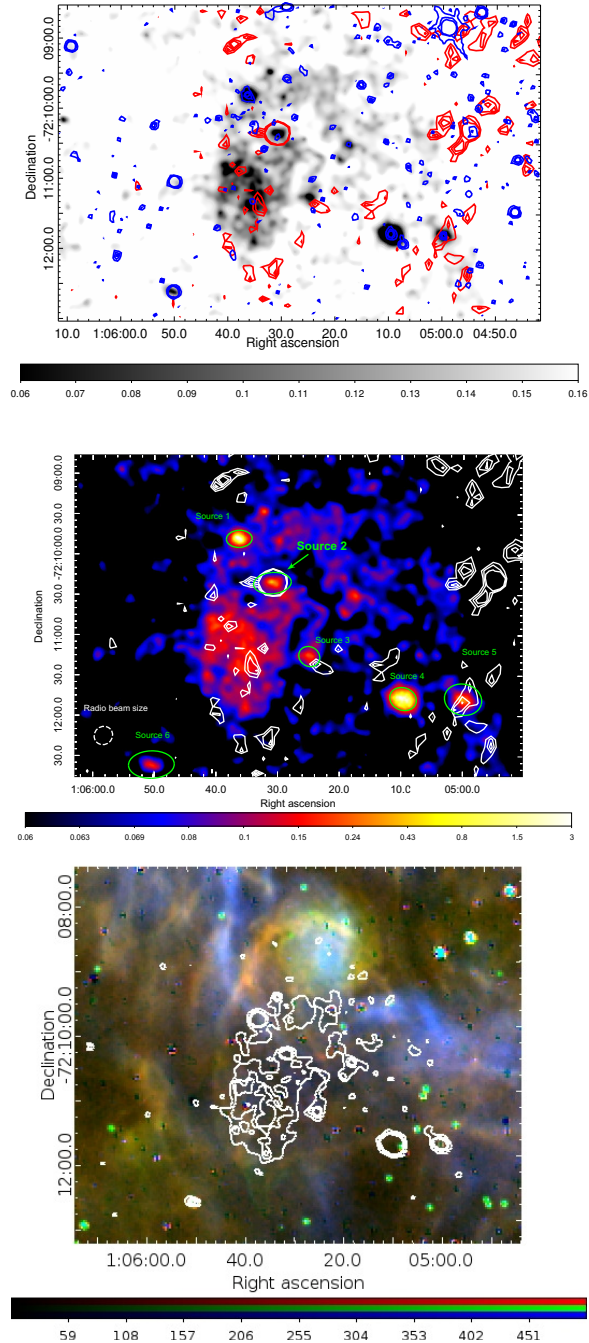 Declination
09:00.0
-72:10:00.0
11:00.0
12:00.0
10.0 1:06:00.0 50.0 40.0 30.0 20.0 10.0 05:00.0 04:50.0
Right ascension
0.06 0.07 0.08 0.09 0.1 0.11 0.12 0.13 0.14 0.15 0.16
Declination
09:00.0
30.0
-72:10:00.0
30.0
11:00.0
30.0
12:00.0
30.0
Source 1
Source 2
Source 3
Source 4
Source 5
Radio beam size
Source 6
1:06:00.0 50.0 40.0 30.0 20.0 10.0 05:00.0
Right ascension
0.06 0.063 0.069 0.08 0.1 0.15 0.24 0.43 0.8 1.5 3
Declination
08:00.0
-72:10:00.0
12:00.0
1:06:00.0 40.0 20.0 05:00.0
Right ascension
59 108 157 206 255 304 353 402 451